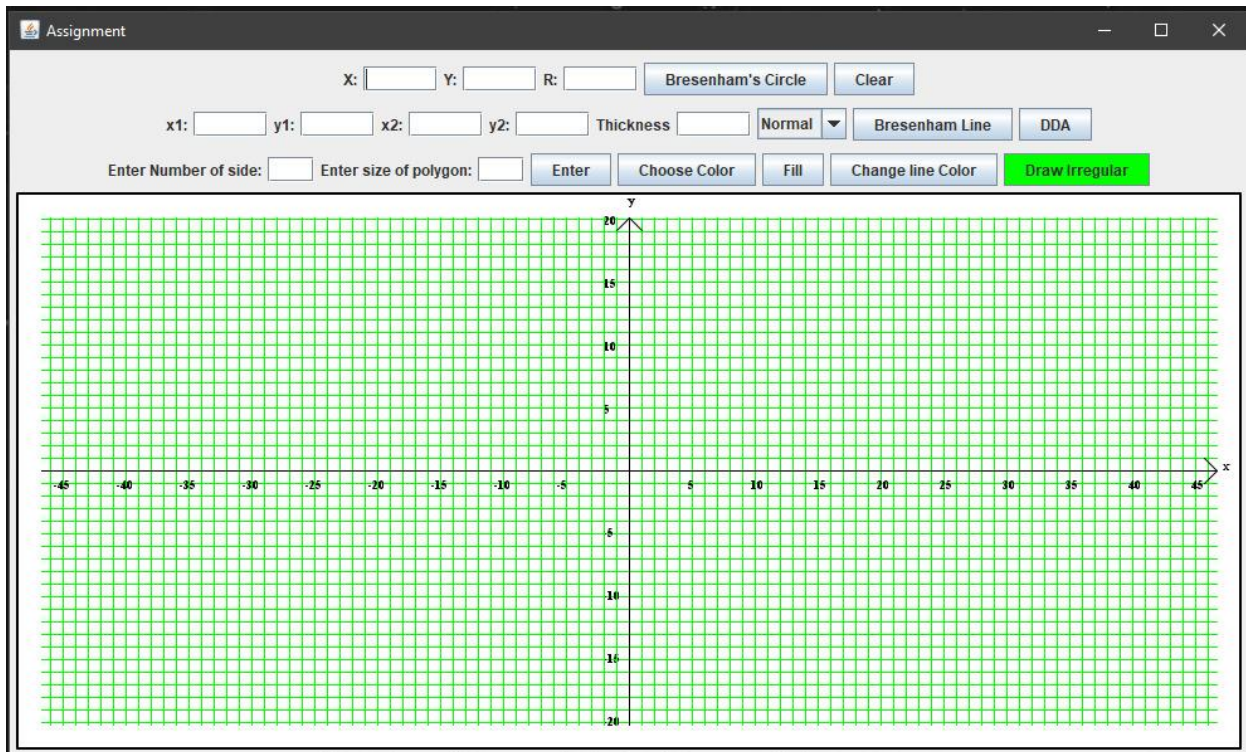 Assignment
X: Y: R: Bresenham's Circle Clear
x1: y1: x2: y2: Thickness Normal Bresenham Line DDA
Enter Number of side: Enter size of polygon: Enter Choose Color Fill Change line Color Draw Irregular
y
20
15
10
5
x
-45 -40 -35 -30 -25 -20 -15 -10 -5 5 10 15 20 25 30 35 40 45
-5
-10
-15
-20